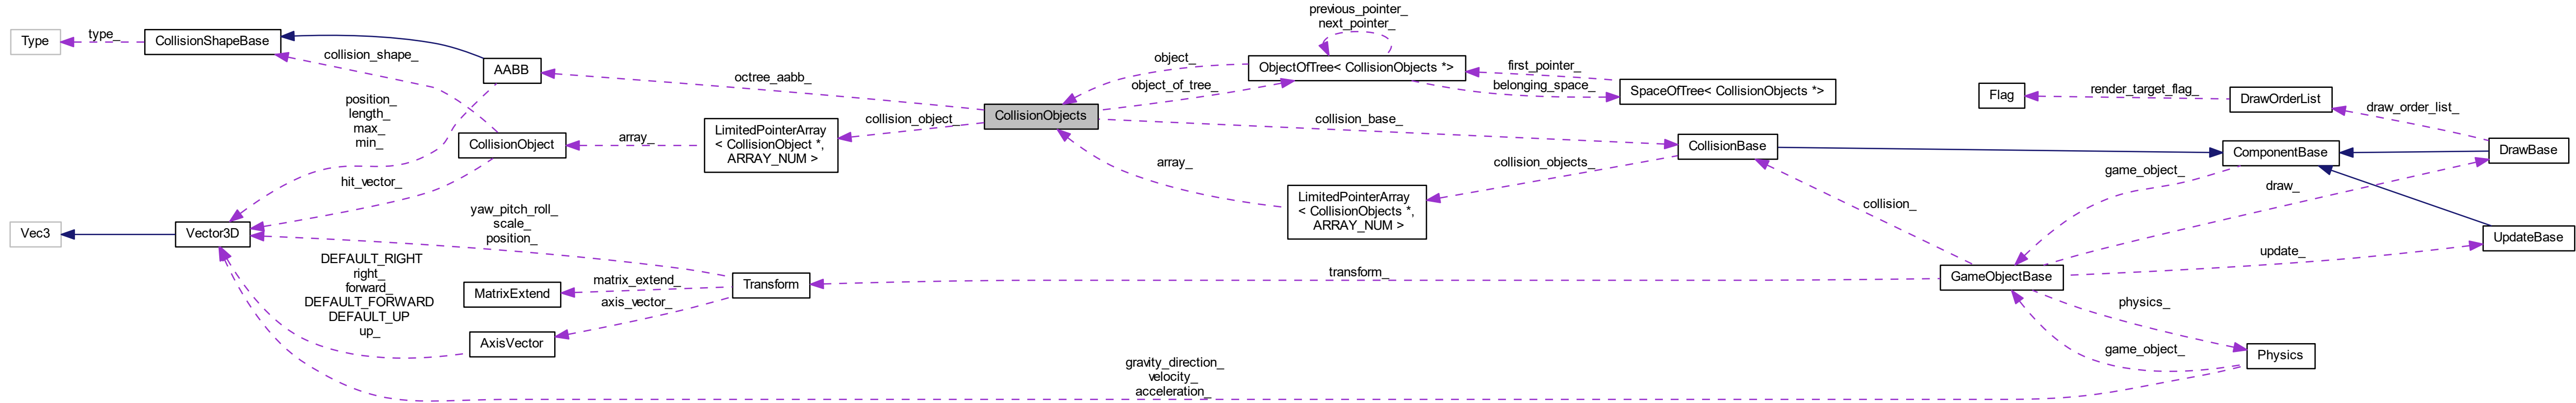 previous_pointer_
next_pointer_
Type
type_
CollisionShapeBase
collision_shape_
AABB
octree_aabb_
object_
ObjectOfTree< CollisionObjects *>
first_pointer_
object_of_tree_
belonging_space_
SpaceOfTree< CollisionObjects *>
Flag
render_target_flag_
DrawOrderList
draw_order_list_
position_
length_
max_
min_
CollisionObject
array_
LimitedPointerArray
< CollisionObject *,
ARRAY_NUM >
collision_object_
CollisionObjects
collision_base_
CollisionBase
ComponentBase
DrawBase
hit_vector_
array_
collision_objects_
LimitedPointerArray
< CollisionObjects *,
ARRAY_NUM >
game_object_
draw_
collision_
Vec3
Vector3D
yaw_pitch_roll_
scale_
position_
UpdateBase
update_
DEFAULT_RIGHT
right_
forward_
DEFAULT_FORWARD
DEFAULT_UP
up_
MatrixExtend
matrix_extend_
axis_vector_
Transform
transform_
GameObjectBase
physics_
AxisVector
game_object_
Physics
gravity_direction_
velocity_
acceleration_